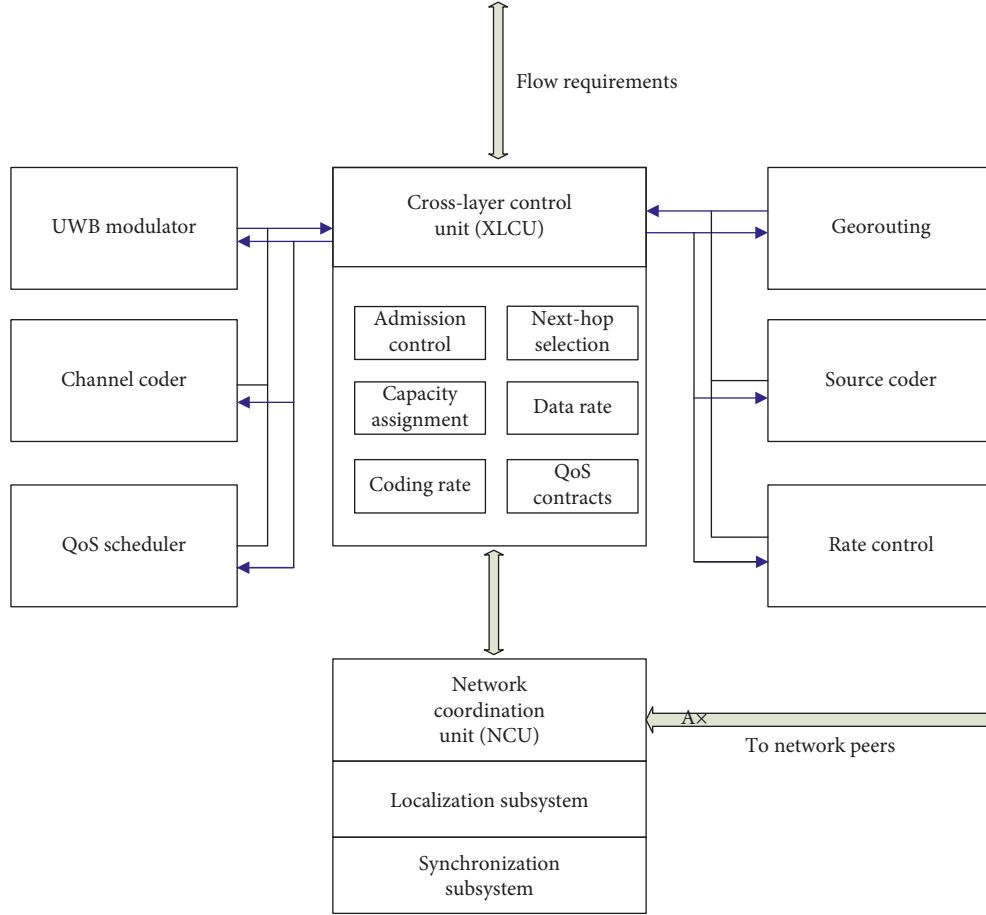 Flow requirements
UWB modulator
Cross-layer control
unit (XLCU)
Georouting
Admission
control
Next-hop
selection
Channel coder
Capacity
assignment
Data rate
Source coder
Coding rate
QoS
contracts
QoS scheduler
Rate control
Network
coordination
unit (NCU)
A×
To network peers
Localization subsystem
Synchronization
subsystem